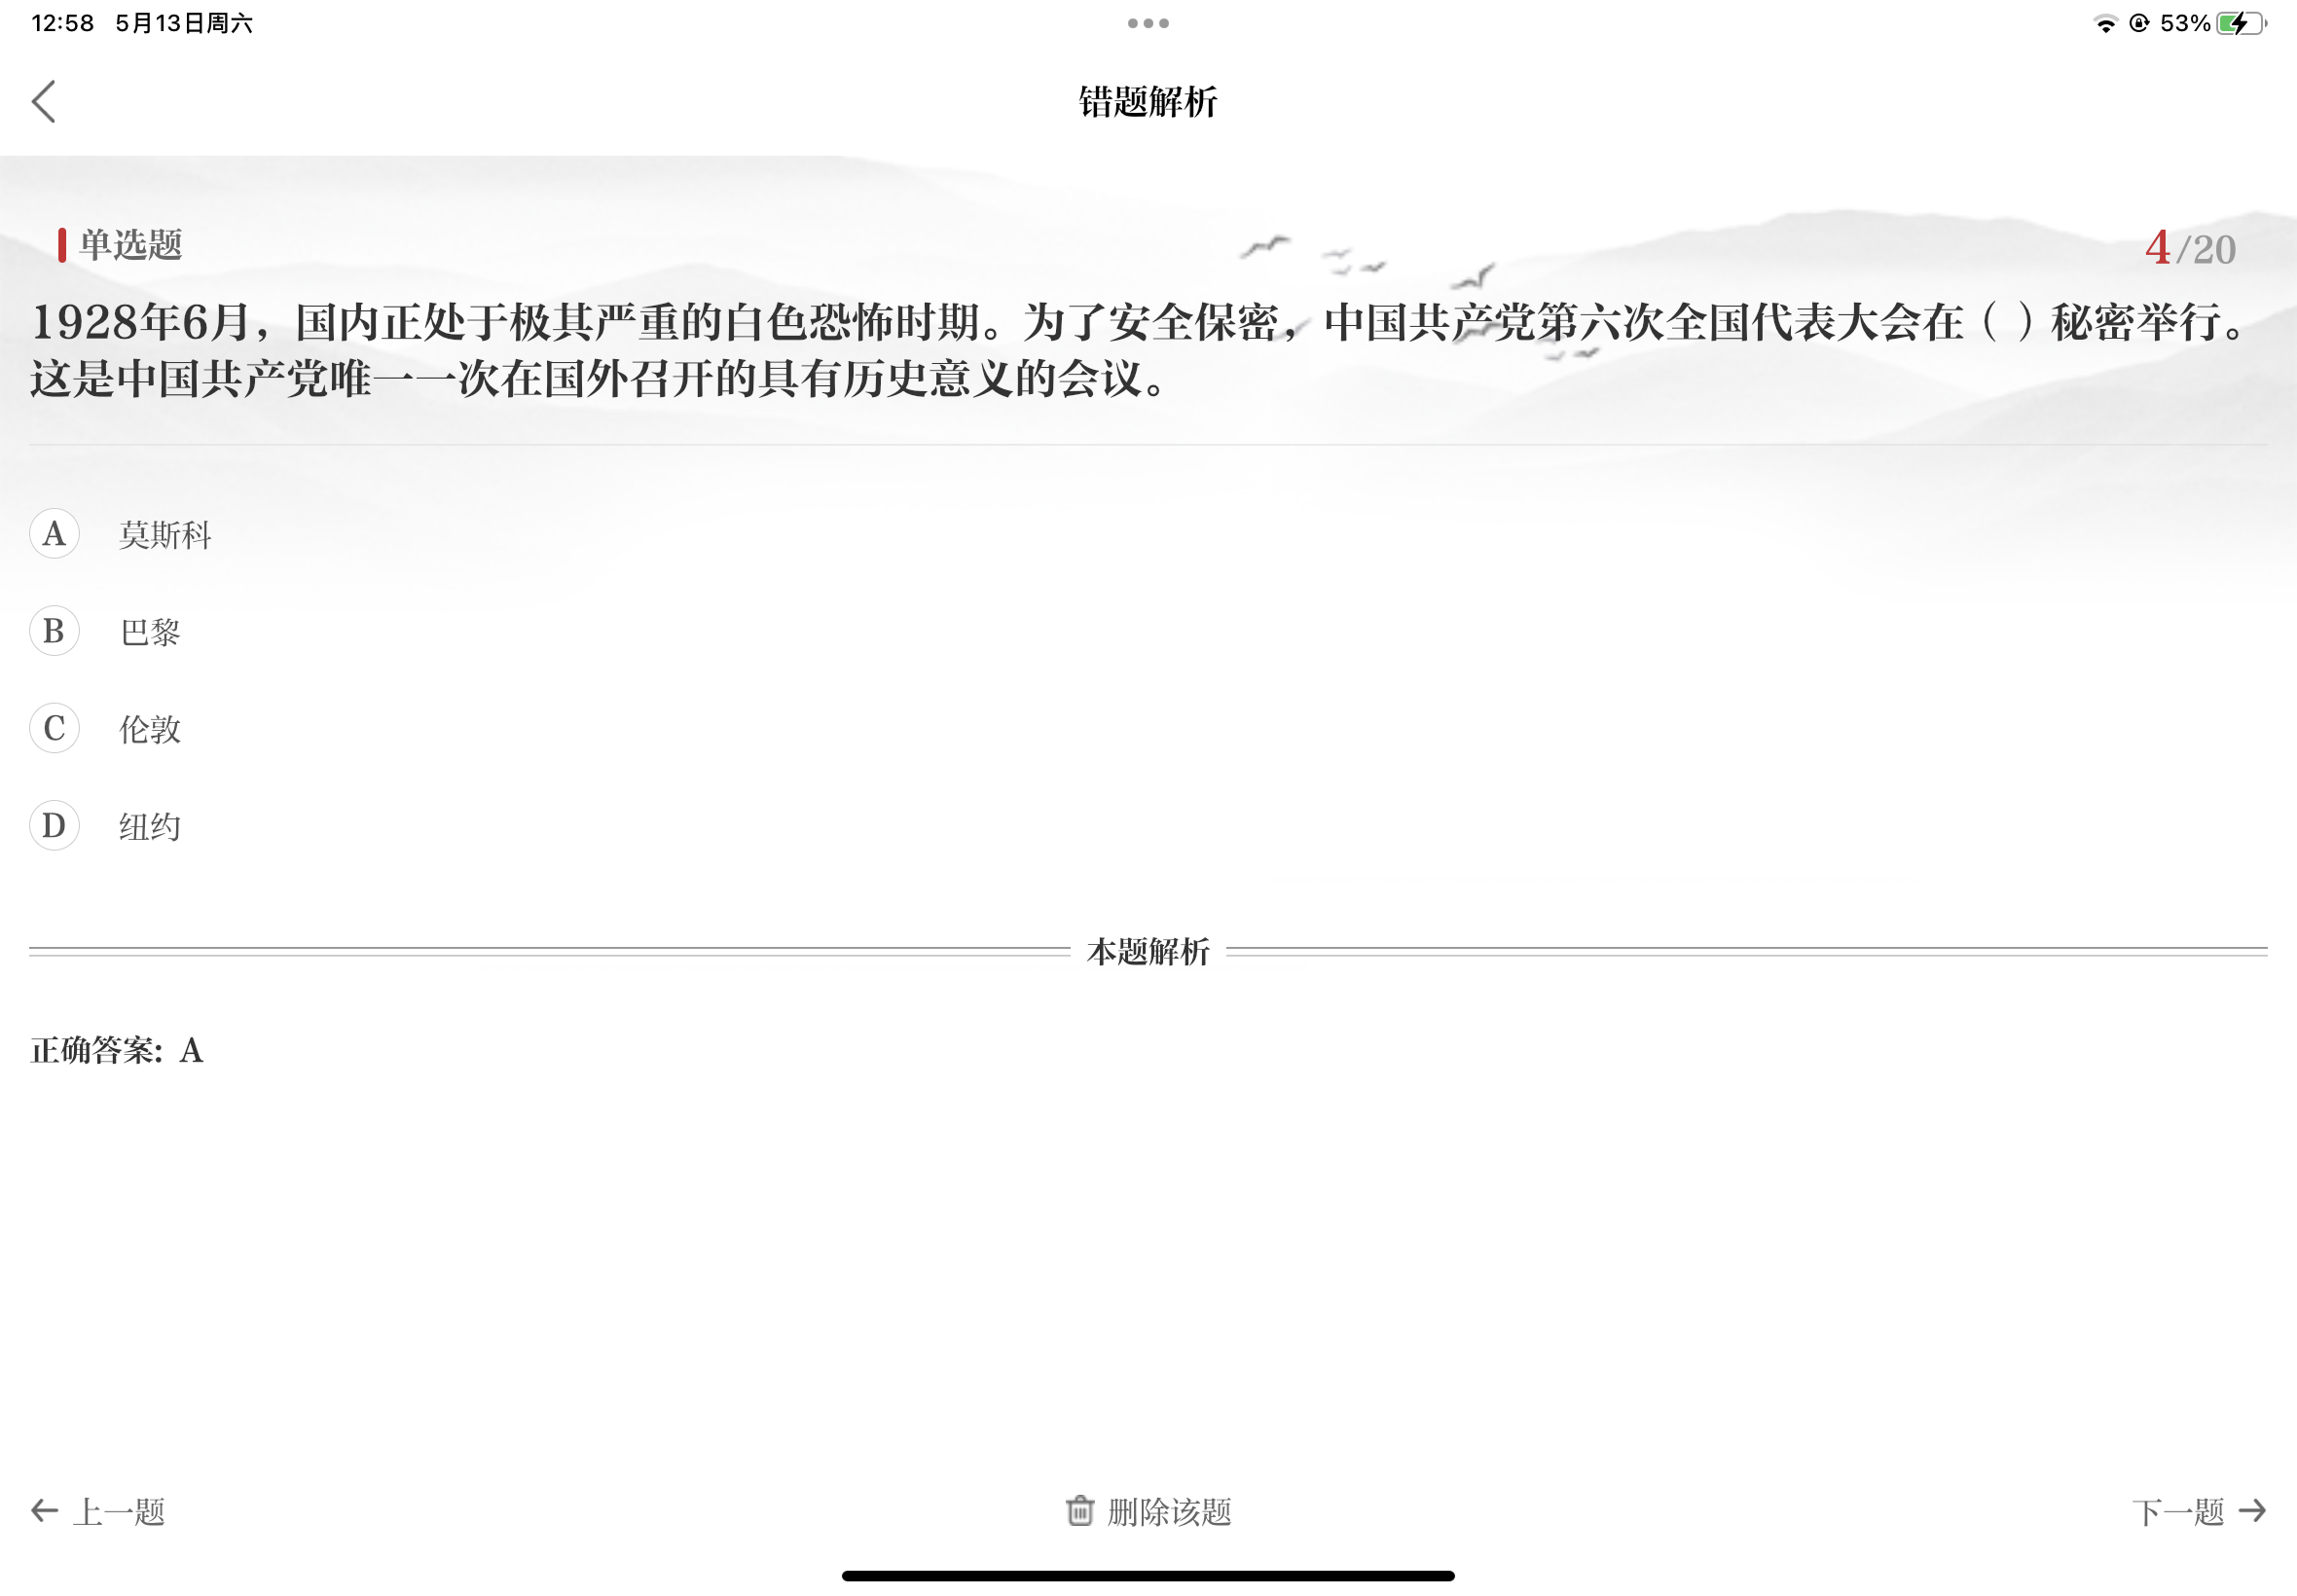 12:58 5月13日周六
53%
错题解析
单选题
4/20
1928年6月，国内正处于极其严重的白色恐怖时期。为了安全保密，中国共产党第六次全国代表大会在（ ）秘密举行。
这是中国共产党唯一一次在国外召开的具有历史意义的会议。
A 莫斯科
B 巴黎
C 伦敦
D 纽约
本题解析
正确答案: A
上一题
删除该题
下一题